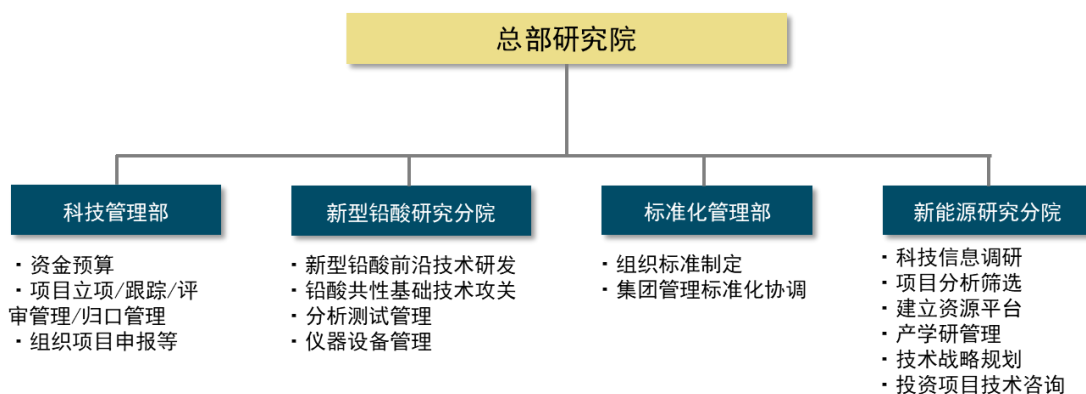 总部研究院
科技管理部
· 资金预算
· 项目立项/跟踪/评
审管理/归口管理
· 组织项目申报等
新型铅酸研究分院
· 新型铅酸前沿技术研发
· 铅酸共性基础技术攻关
· 分析测试管理
· 仪器设备管理
标准化管理部
· 组织标准制定
· 集团管理标准化协调
新能源研究分院
· 科技信息调研
· 项目分析筛选
· 建立资源平台
· 产学研管理
· 技术战略规划
· 投资项目技术咨询